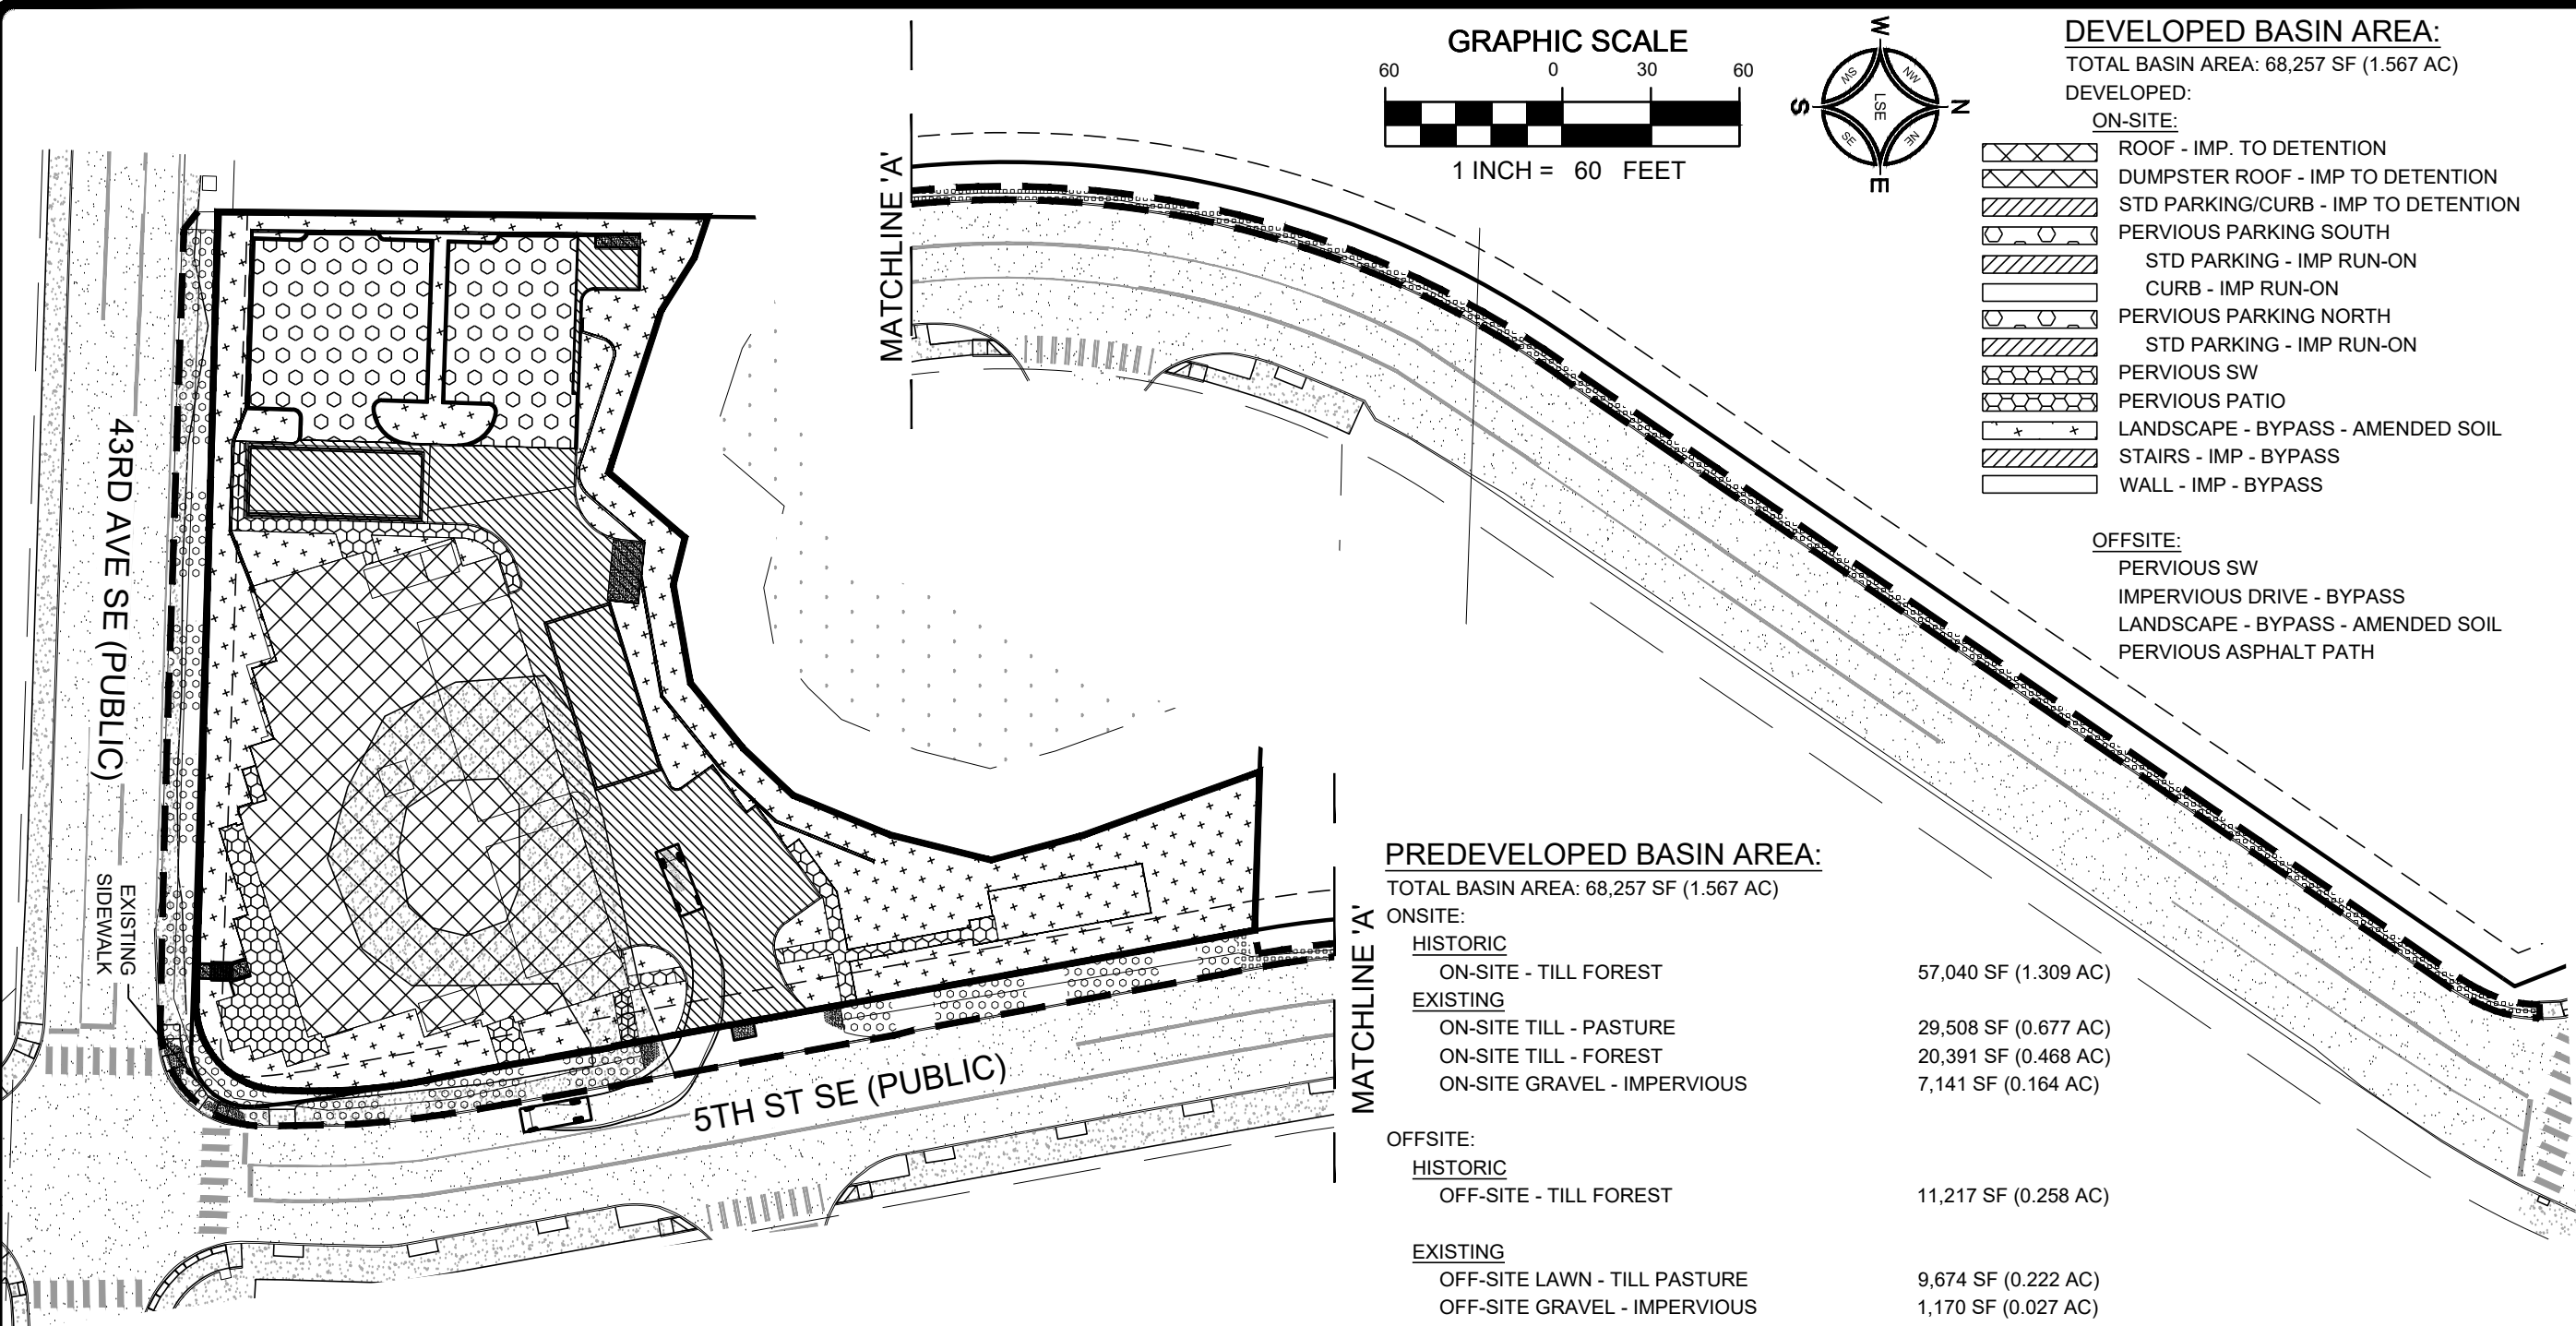 GRAPHIC SCALE
60 0 30 60
1 INCH = 60 FEET
W
NW
N
NE
E
SE
S
SW
LSE
DEVELOPED BASIN AREA:
TOTAL BASIN AREA: 68,257 SF (1.567 AC)
DEVELOPED:
ON-SITE:
ROOF - IMP. TO DETENTION
DUMPSTER ROOF - IMP TO DETENTION
STD PARKING/CURB - IMP TO DETENTION
PERVIOUS PARKING SOUTH
STD PARKING - IMP RUN-ON
CURB - IMP RUN-ON
PERVIOUS PARKING NORTH
STD PARKING - IMP RUN-ON
PERVIOUS SW
PERVIOUS PATIO
LANDSCAPE - BYPASS - AMENDED SOIL
STAIRS - IMP - BYPASS
WALL - IMP - BYPASS
OFFSITE:
PERVIOUS SW
IMPERVIOUS DRIVE - BYPASS
LANDSCAPE - BYPASS - AMENDED SOIL
PERVIOUS ASPHALT PATH
MATCHLINE 'A'
43RD AVE SE (PUBLIC)
EXISTING
SIDEWALK
5TH ST SE (PUBLIC)
MATCHLINE 'A'
PREDEVELOPED BASIN AREA:
TOTAL BASIN AREA: 68,257 SF (1.567 AC)
ONSITE:
HISTORIC
ON-SITE - TILL FOREST 57,040 SF (1.309 AC)
EXISTING
ON-SITE TILL - PASTURE 29,508 SF (0.677 AC)
ON-SITE TILL - FOREST 20,391 SF (0.468 AC)
ON-SITE GRAVEL - IMPERVIOUS 7,141 SF (0.164 AC)
OFFSITE:
HISTORIC
OFF-SITE - TILL FOREST 11,217 SF (0.258 AC)
EXISTING
OFF-SITE LAWN - TILL PASTURE 9,674 SF (0.222 AC)
OFF-SITE GRAVEL - IMPERVIOUS 1,170 SF (0.027 AC)